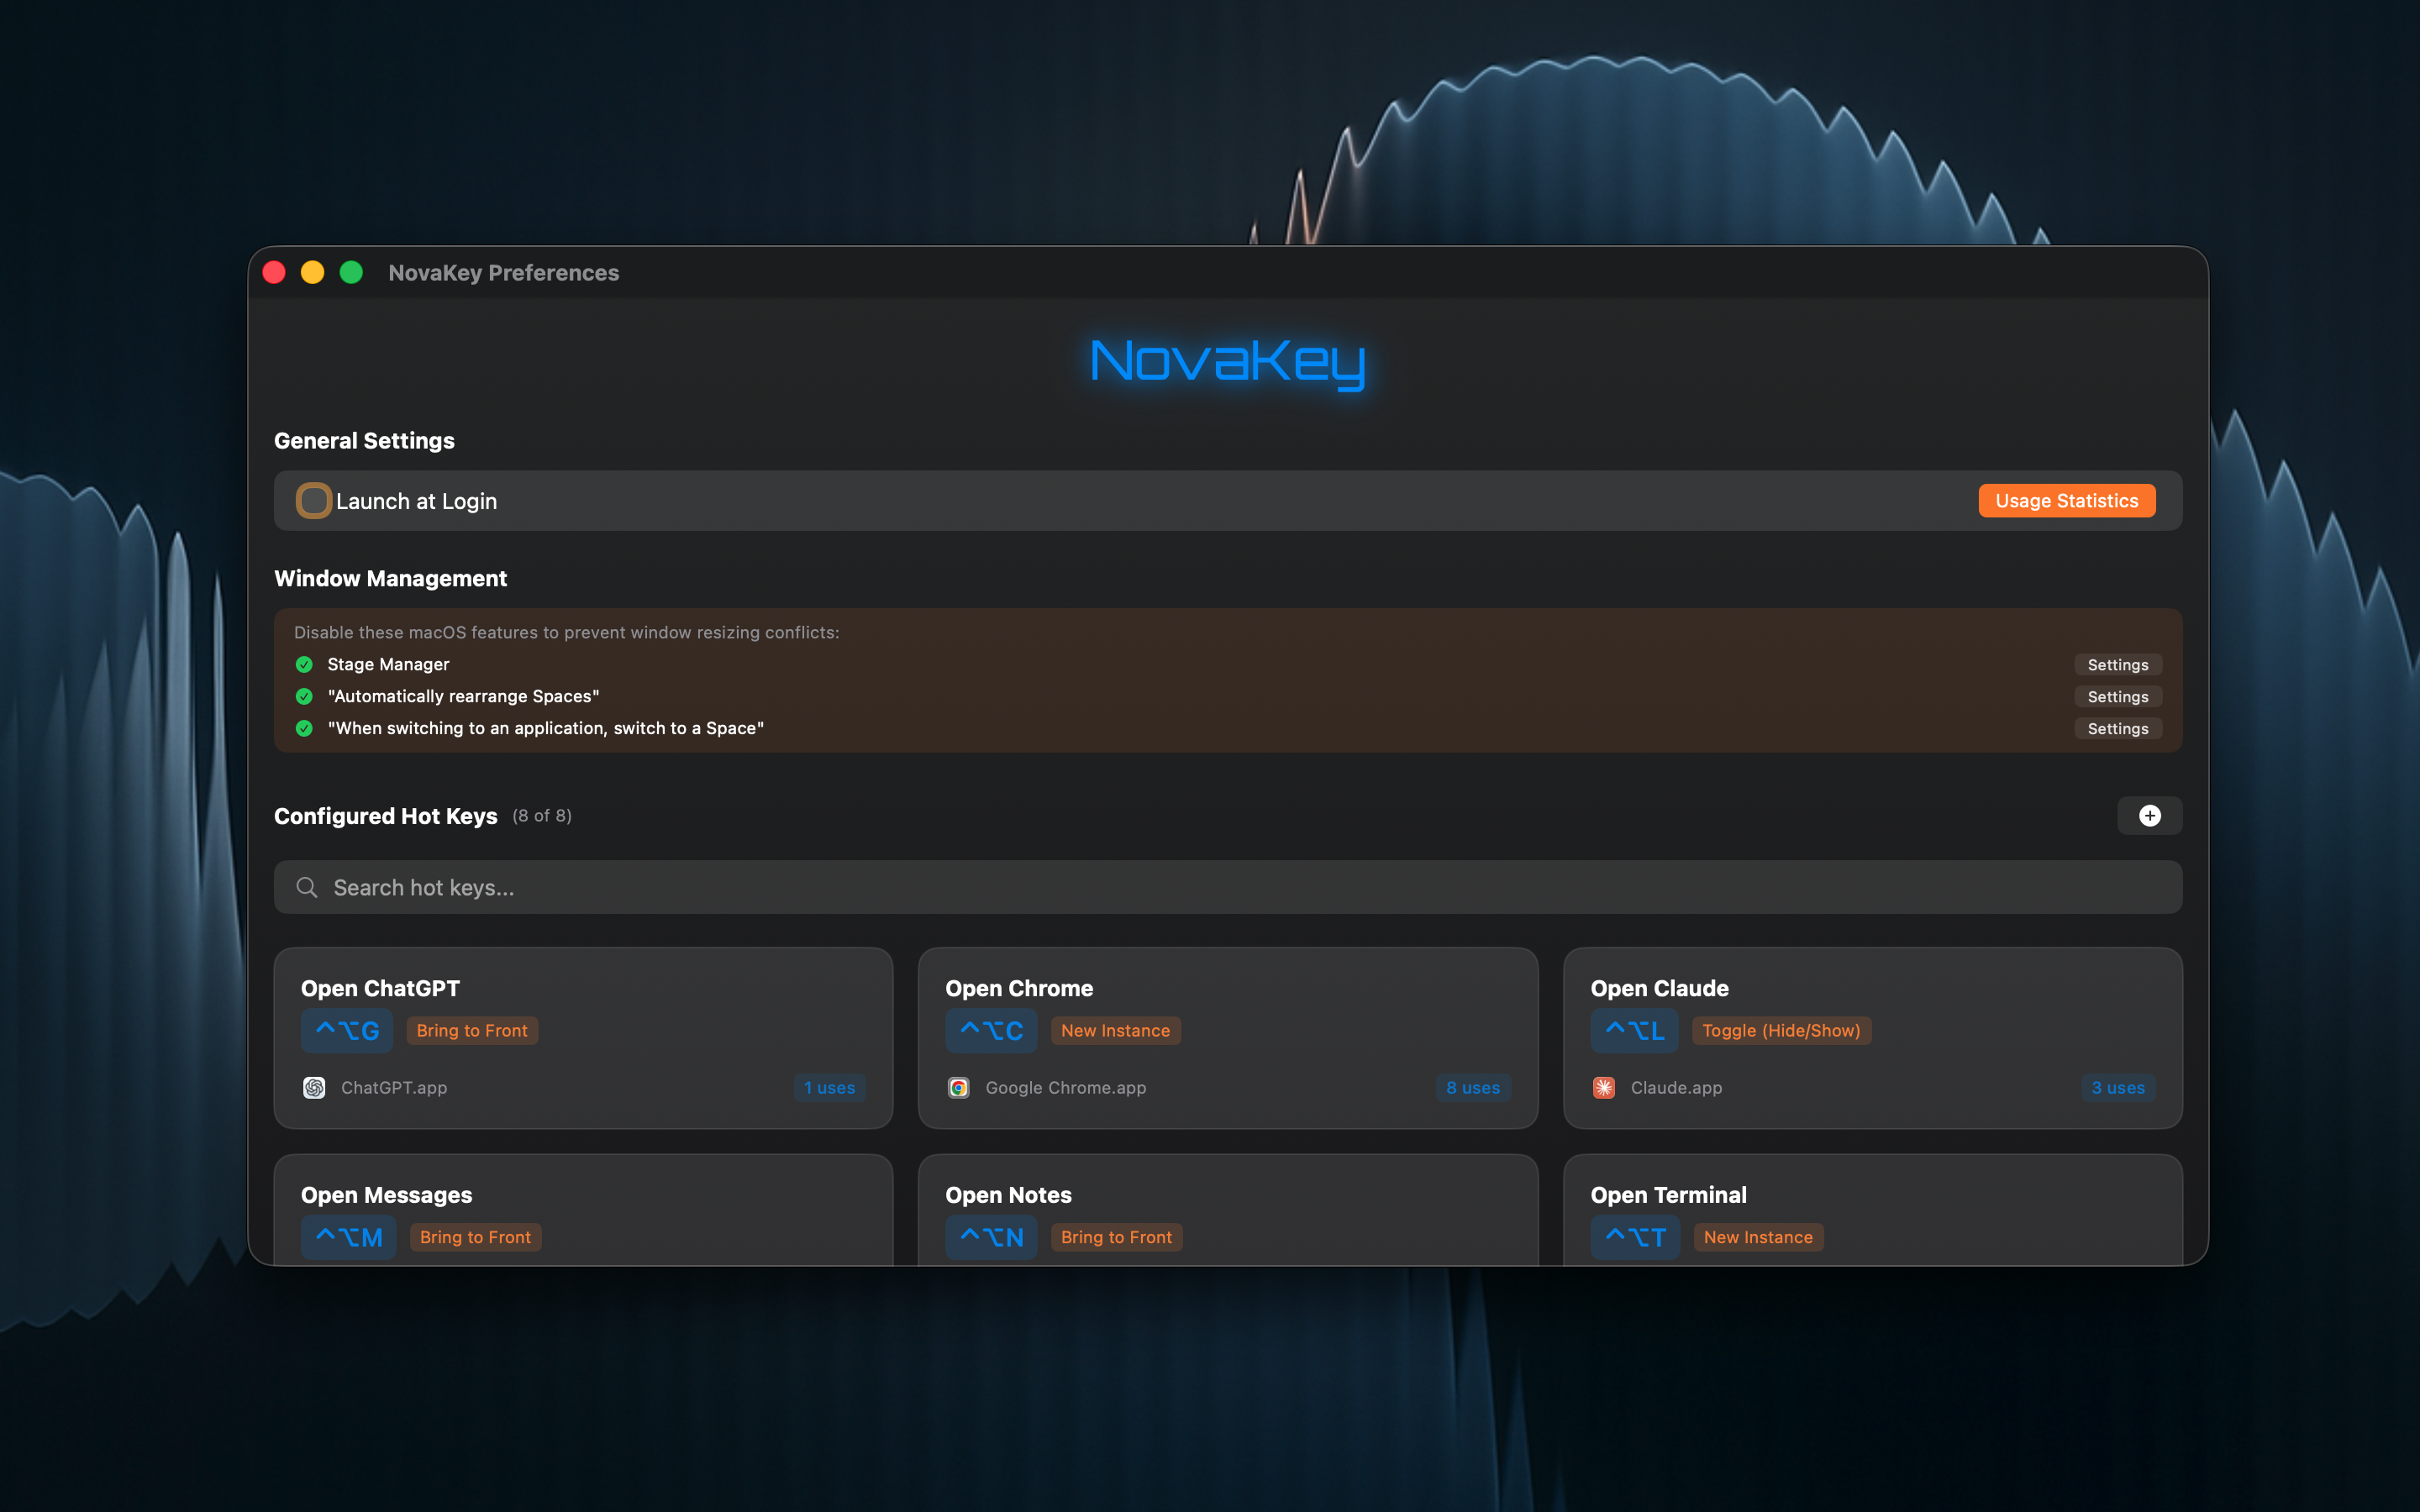 NovaKey Preferences
NovaKey
General Settings
Launch at Login
Usage Statistics
Window Management
Disable these macOS features to prevent window resizing conflicts:
Stage Manager
Settings
"Automatically rearrange Spaces"
Settings
"When switching to an application, switch to a Space"
Settings
Configured Hot Keys (8 of 8)
Search hot keys...
Open ChatGPT
⌃⌥G Bring to Front
ChatGPT.app
1 uses
Open Chrome
⌃⌥C New Instance
Google Chrome.app
8 uses
Open Claude
⌃⌥L Toggle (Hide/Show)
Claude.app
3 uses
Open Messages
⌃⌥M Bring to Front
Open Notes
⌃⌥N Bring to Front
Open Terminal
⌃⌥T New Instance